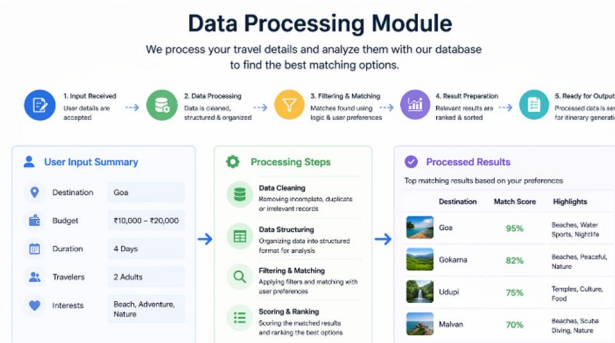 Data Processing Module
We process your travel details and analyze them with our database
to find the best matching options.
1. Input Received
User details are
accepted
2. Data Processing
Data is cleaned,
structured & organized
3. Filtering & Matching
Matches found using
logic & user preferences
4. Result Preparation
Relevant results are
ranked & sorted
5. Ready for Output
Processed data is
for itinerary
User Input Summary
Destination Goa
Budget ₹10,000 – ₹20,000
Duration 4 Days
Travelers 2 Adults
Interests Beach, Adventure,
Nature
Processing Steps
Data Cleaning
Removing incomplete, duplicate
or irrelevant records
Data Structuring
Organizing data into structured
format for analysis
Filtering & Matching
Applying filters and matching with
user preferences
Scoring & Ranking
Scoring the matched results
and ranking the best options
Processed Results
Top matching results based on your preferences
Destination Match Score Highlights
Goa 95% Beaches, Water
Sports, Nightlife
Gokarna 82% Beaches, Peaceful,
Nature
Udupi 75% Temples, Culture,
Food
Malvan 70% Beaches, Scuba
Diving, Nature